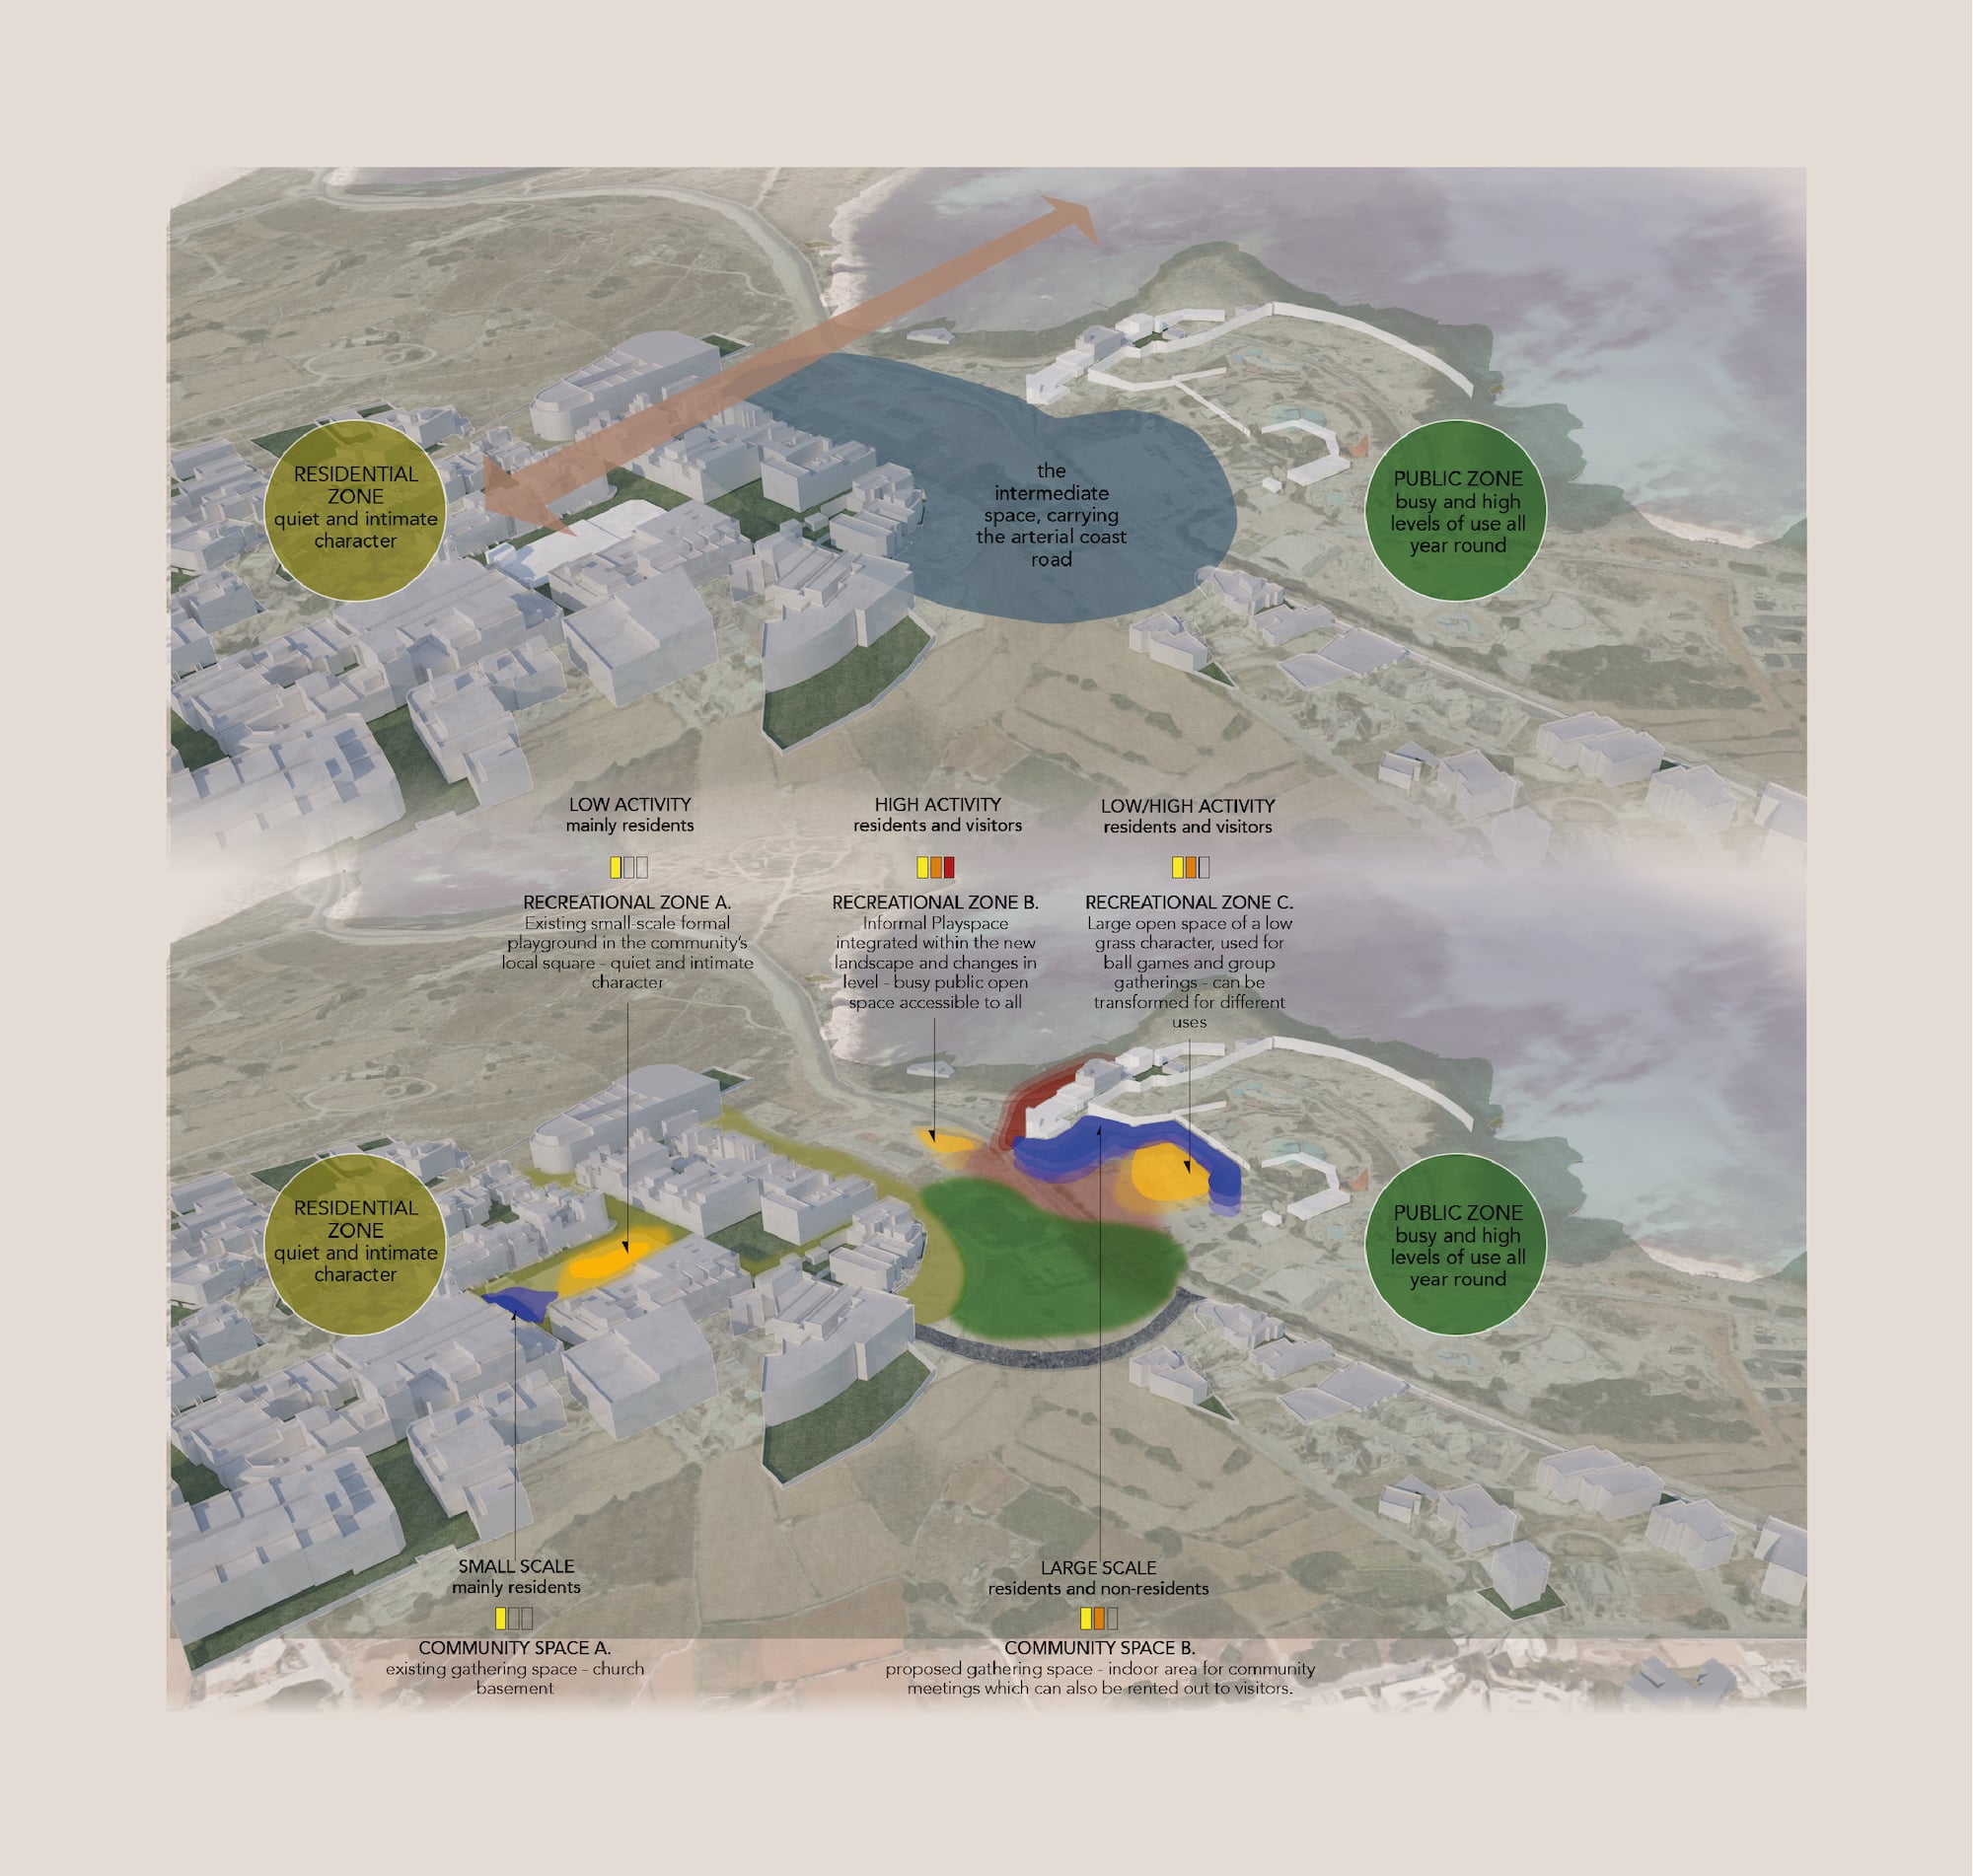 RESIDENTIAL
ZONE
quiet and intimate
character
the
intermediate
space, carrying
the arterial coast
road
PUBLIC ZONE
busy and high
levels of use all
year round
LOW ACTIVITY
mainly residents
RECREATIONAL ZONE A.
Existing small-scale formal
playground in the community's
local square - quiet and intimate
character
HIGH ACTIVITY
residents and visitors
RECREATIONAL ZONE B.
Informal Playspace
integrated within the new
landscape and changes in
level - busy public open
space accessible to all
LOW/HIGH ACTIVITY
residents and visitors
RECREATIONAL ZONE C.
Large open space of a low
grass character, used for
ball games and group
gatherings - can be
transformed for different
uses
RESIDENTIAL
ZONE
quiet and intimate
character
PUBLIC ZONE
busy and high
levels of use all
year round
SMALL SCALE
mainly residents
COMMUNITY SPACE A.
existing gathering space - church
basement
LARGE SCALE
residents and non-residents
COMMUNITY SPACE B.
proposed gathering space - indoor area for community
meetings which can also be rented out to visitors.